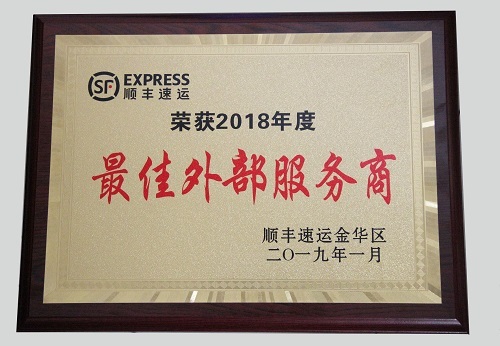 SF EXPRESS
顺丰速运
荣获2018年度
最佳外部服务商
顺丰速运金华区
二〇一九年一月